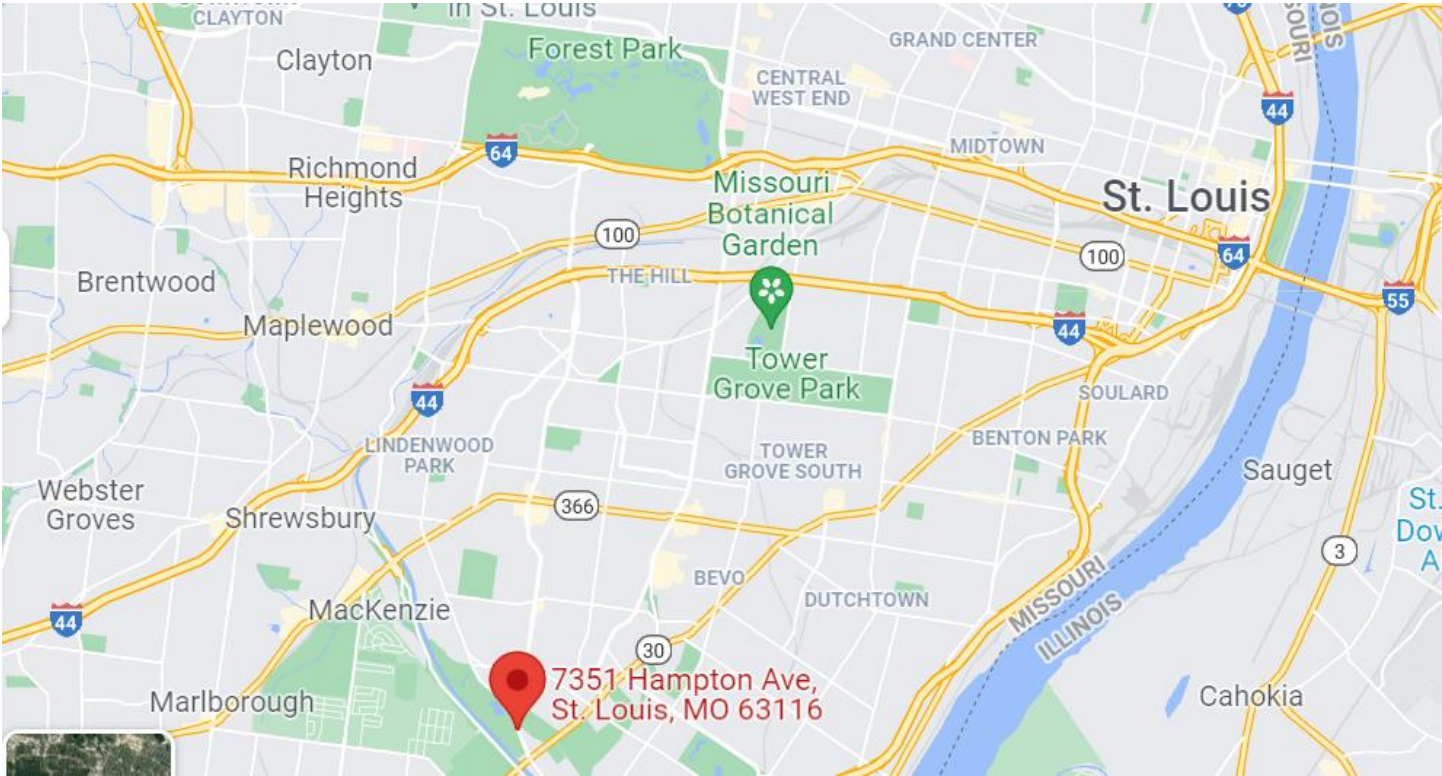 CLAYTON
in St. Louis
Forest Park
GRAND CENTER
Clayton
CENTRAL
WEST END
44
MIDTOWN
64
Richmond
Heights
Missouri
Botanical
Garden
St. Louis
100
100
64
THE HILL
Brentwood
55
Maplewood
44
Tower
Grove Park
44
SOULARD
LINDENWOOD
PARK
BENTON PARK
TOWER
GROVE SOUTH
Sauget
Webster
Groves
366
Shrewsbury
St.
3
BEVO
DUTCHTOWN
MISSOURI
ILLINOIS
44
MacKenzie
30
7351 Hampton Ave,
St. Louis, MO 63116
Marlborough
Cahokia